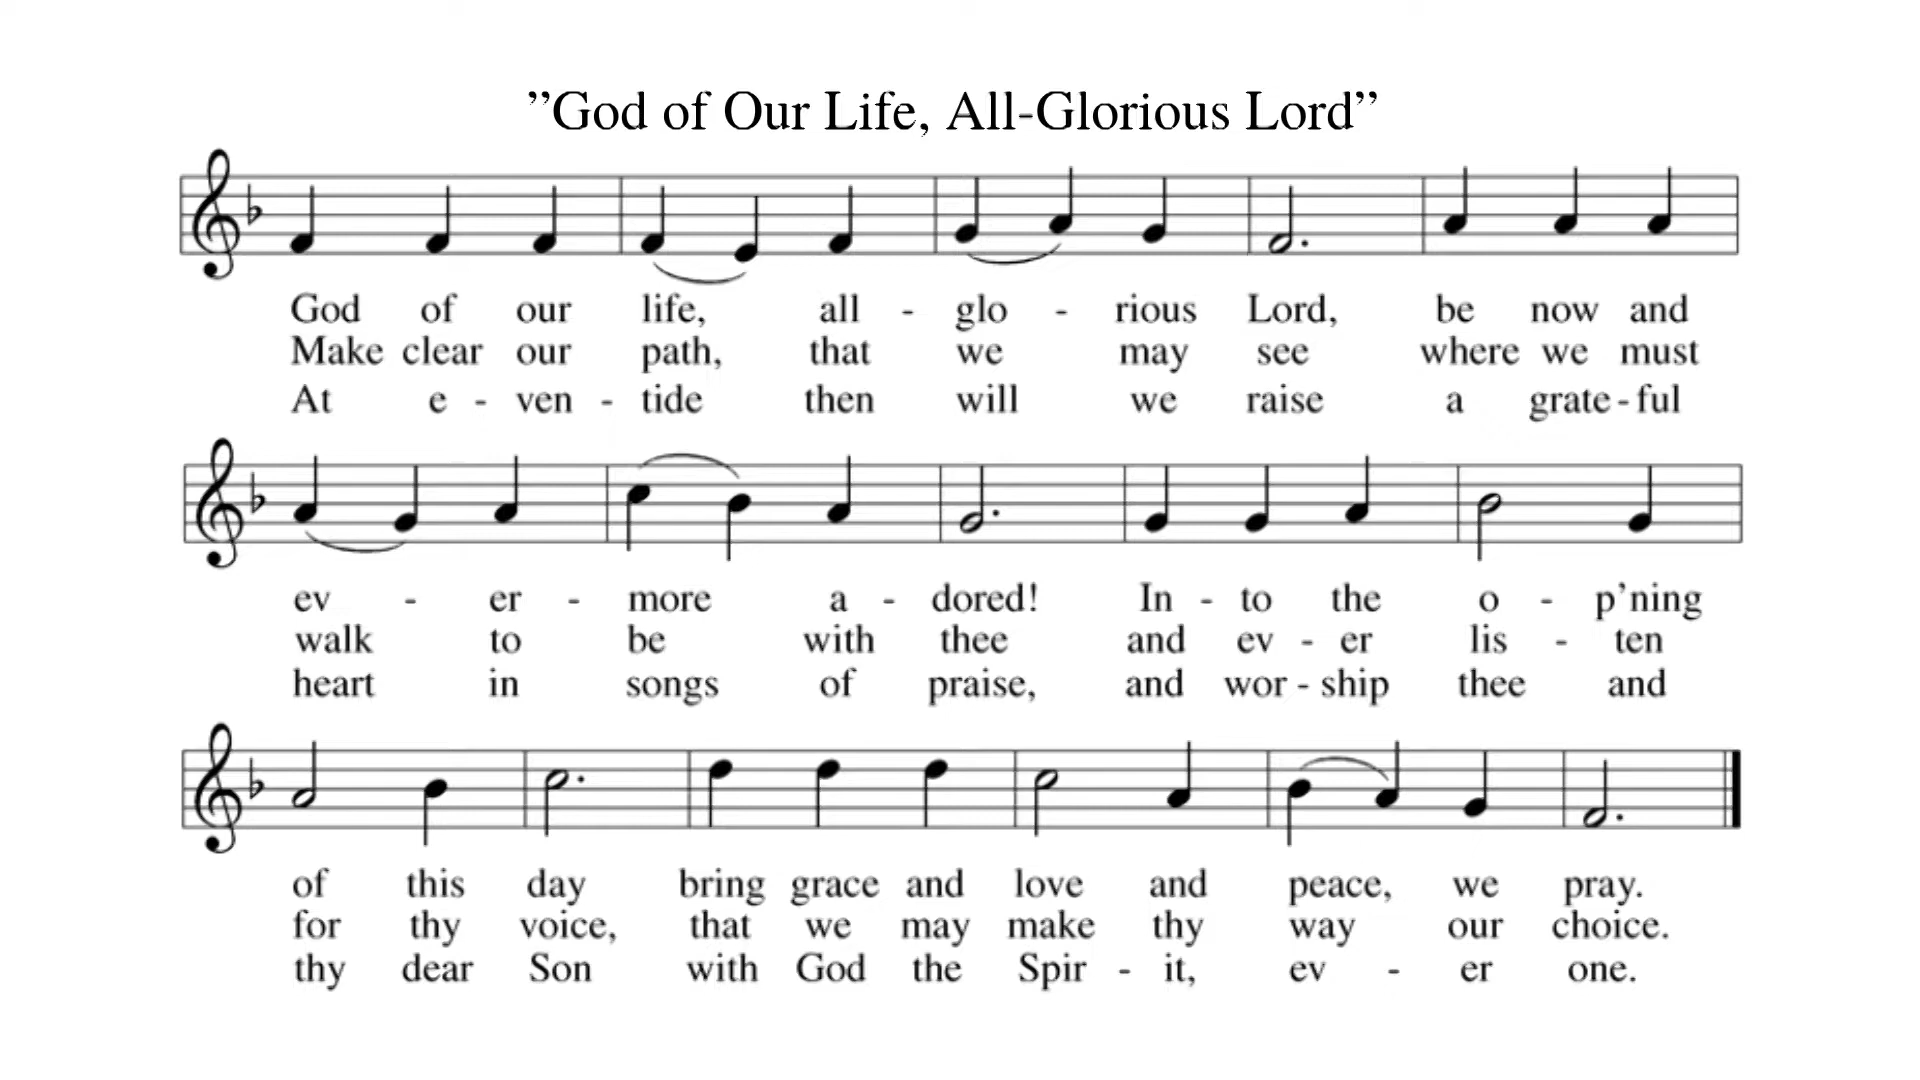 ”God of Our Life, All-Glorious Lord”
God of our life, all - glo - rious Lord, be now and
Make clear our path, that we may see where we must
At e - ven - tide then will we raise a grate - ful
ev - er - more a - dored! In - to the o - p’ning
walk to be with thee and ev - er lis - ten
heart in songs of praise, and wor - ship thee and
of this day bring grace and love and peace, we pray.
for thy voice, that we may make thy way our choice.
thy dear Son with God the Spir - it, ev - er one.